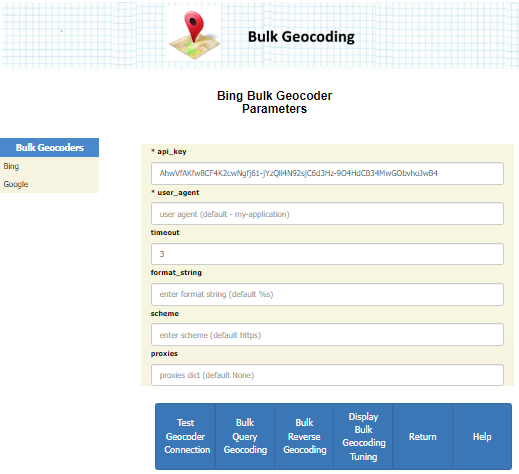 Bulk Geocoding
Bing Bulk Geocoder
Parameters
Bulk Geocoders
Bing
Google
* api_key
AhwVfAKfw8CF4K2cwNgfj61-jYzQll4N92sjC6d3Hz-9O4HdCB34MwGObvhoJwB4
* user_agent
user agent (default - my-application)
timeout
3
format_string
enter format string (default %s)
scheme
enter scheme (default https)
proxies
proxies dict (default None)
Test
Geocoder
Connection
Bulk
Query
Geocoding
Bulk
Reverse
Geocoding
Display
Bulk
Geocoding
Tuning
Return
Help